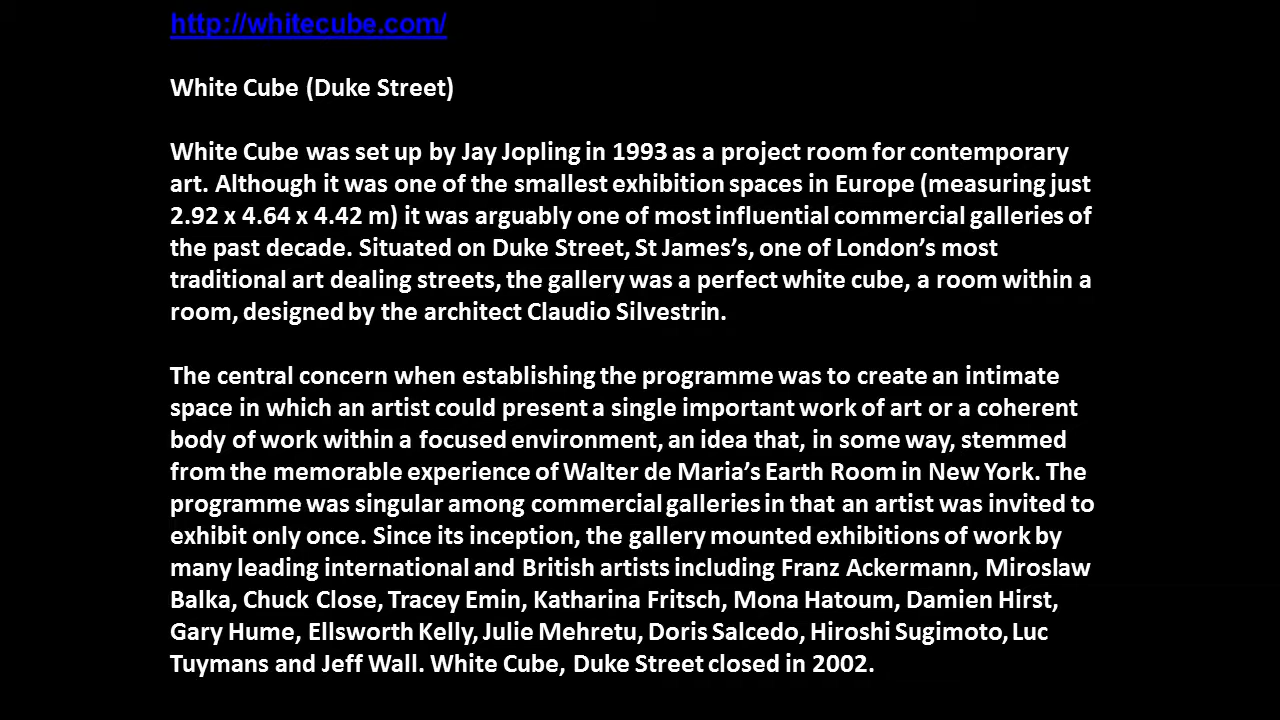 http://whitecube.com/
White Cube (Duke Street)
White Cube was set up by Jay Jopling in 1993 as a project room for contemporary
art. Although it was one of the smallest exhibition spaces in Europe (measuring just
2.92 x 4.64 x 4.42 m) it was arguably one of most influential commercial galleries of
the past decade. Situated on Duke Street, St James’s, one of London’s most
traditional art dealing streets, the gallery was a perfect white cube, a room within a
room, designed by the architect Claudio Silvestrin.
The central concern when establishing the programme was to create an intimate
space in which an artist could present a single important work of art or a coherent
body of work within a focused environment, an idea that, in some way, stemmed
from the memorable experience of Walter de Maria’s Earth Room in New York. The
programme was singular among commercial galleries in that an artist was invited to
exhibit only once. Since its inception, the gallery mounted exhibitions of work by
many leading international and British artists including Franz Ackermann, Miroslaw
Balka, Chuck Close, Tracey Emin, Katharina Fritsch, Mona Hatoum, Damien Hirst,
Gary Hume, Ellsworth Kelly, Julie Mehretu, Doris Salcedo, Hiroshi Sugimoto, Luc
Tuymans and Jeff Wall. White Cube, Duke Street closed in 2002.